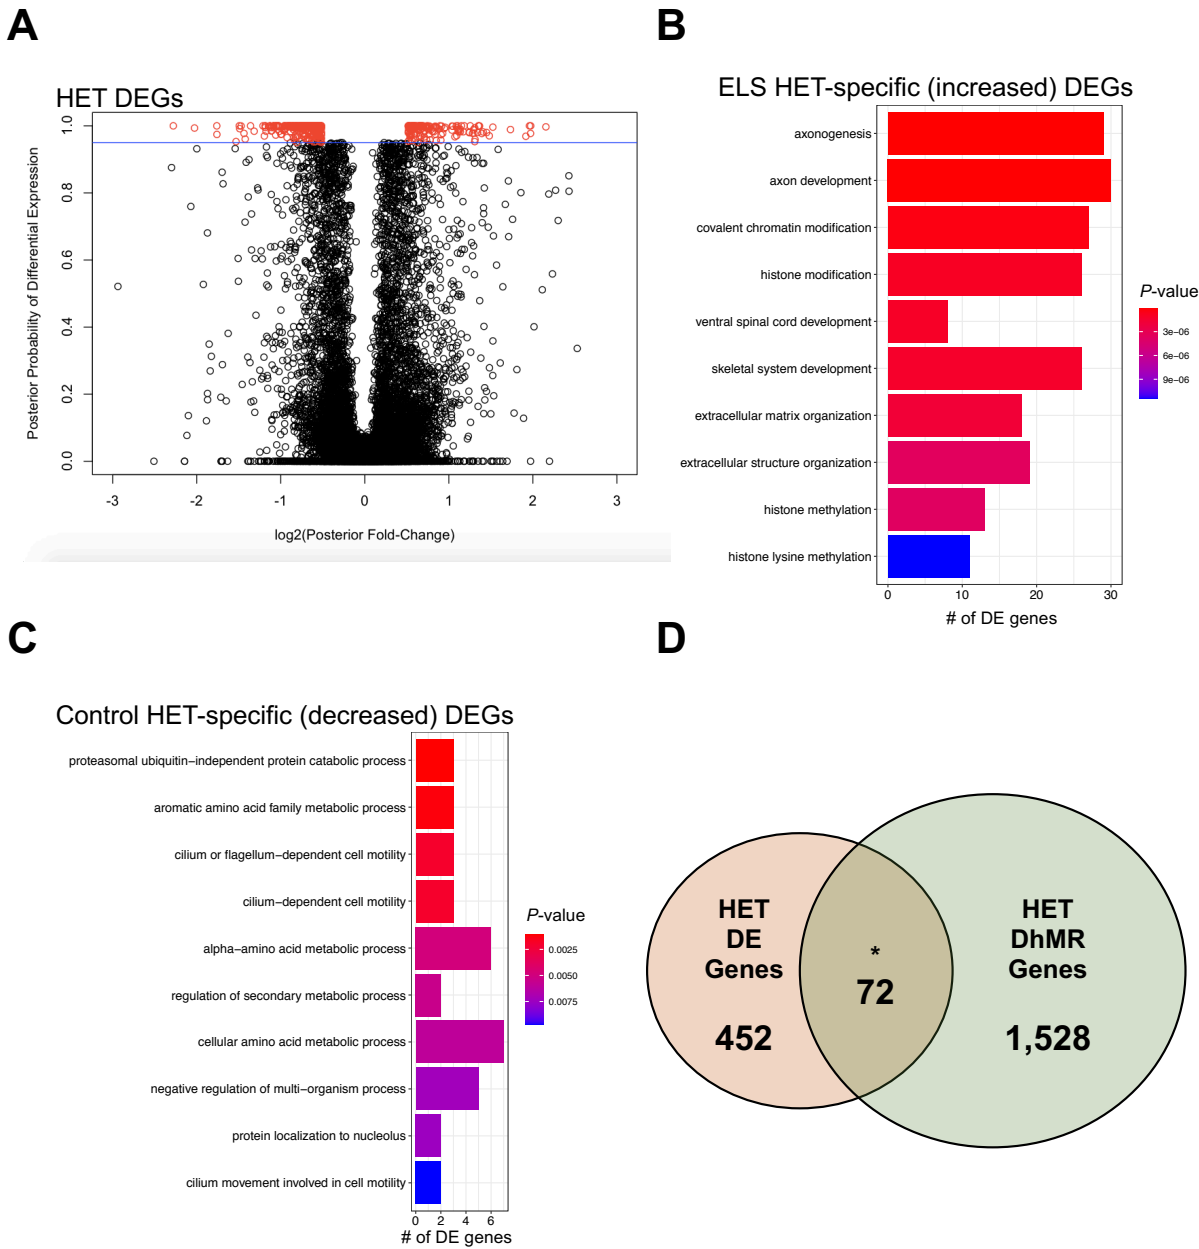 A
HET DEGs
Posterior Probability of Differential Expression
1.0
0.8
0.6
0.4
0.2
0.0
-3
-2
-1
0
1
2
3
log2(Posterior Fold-Change)
B
ELS HET-specific (increased) DEGs
axonogenesis
axon development
covalent chromatin modification
histone modification
ventral spinal cord development
skeletal system development
extracellular matrix organization
extracellular structure organization
histone methylation
histone lysine methylation
0
10
20
30
# of DE genes
P-value
3e−06
6e−06
9e−06
C
Control HET-specific (decreased) DEGs
proteasomal ubiquitin−independent protein catabolic process
aromatic amino acid family metabolic process
cilium or flagellum−dependent cell motility
cilium−dependent cell motility
alpha−amino acid metabolic process
regulation of secondary metabolic process
cellular amino acid metabolic process
negative regulation of multi−organism process
protein localization to nucleolus
cilium movement involved in cell motility
0
2
4
6
# of DE genes
P-value
0.0025
0.0050
0.0075
D
HET
DE
Genes
452
*
72
HET
DhMR
Genes
1,528